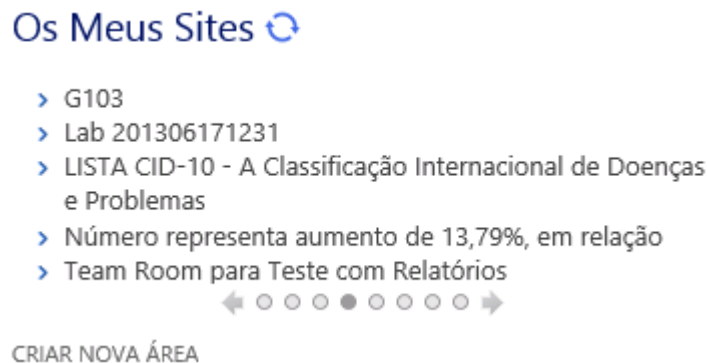 Os Meus Sites
G103
Lab 201306171231
LISTA CID-10 - A Classificação Internacional de Doenças
e Problemas
Número representa aumento de 13,79%, em relação
Team Room para Teste com Relatórios
CRIAR NOVA ÁREA